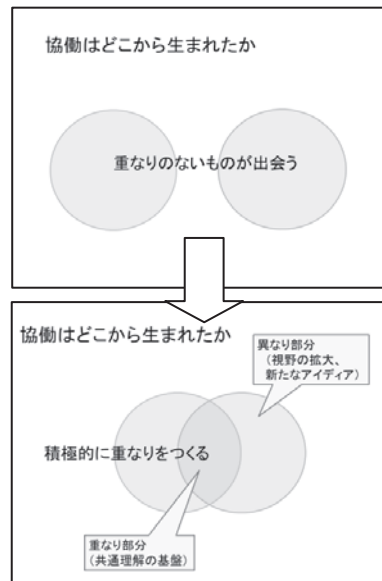 協働はどこから生まれたか
重なりのないものが出会う
協働はどこから生まれたか
異なり部分
（視野の拡大、
新たなアイディア）
積極的に重なりをつくる
重なり部分
（共通理解の基盤）